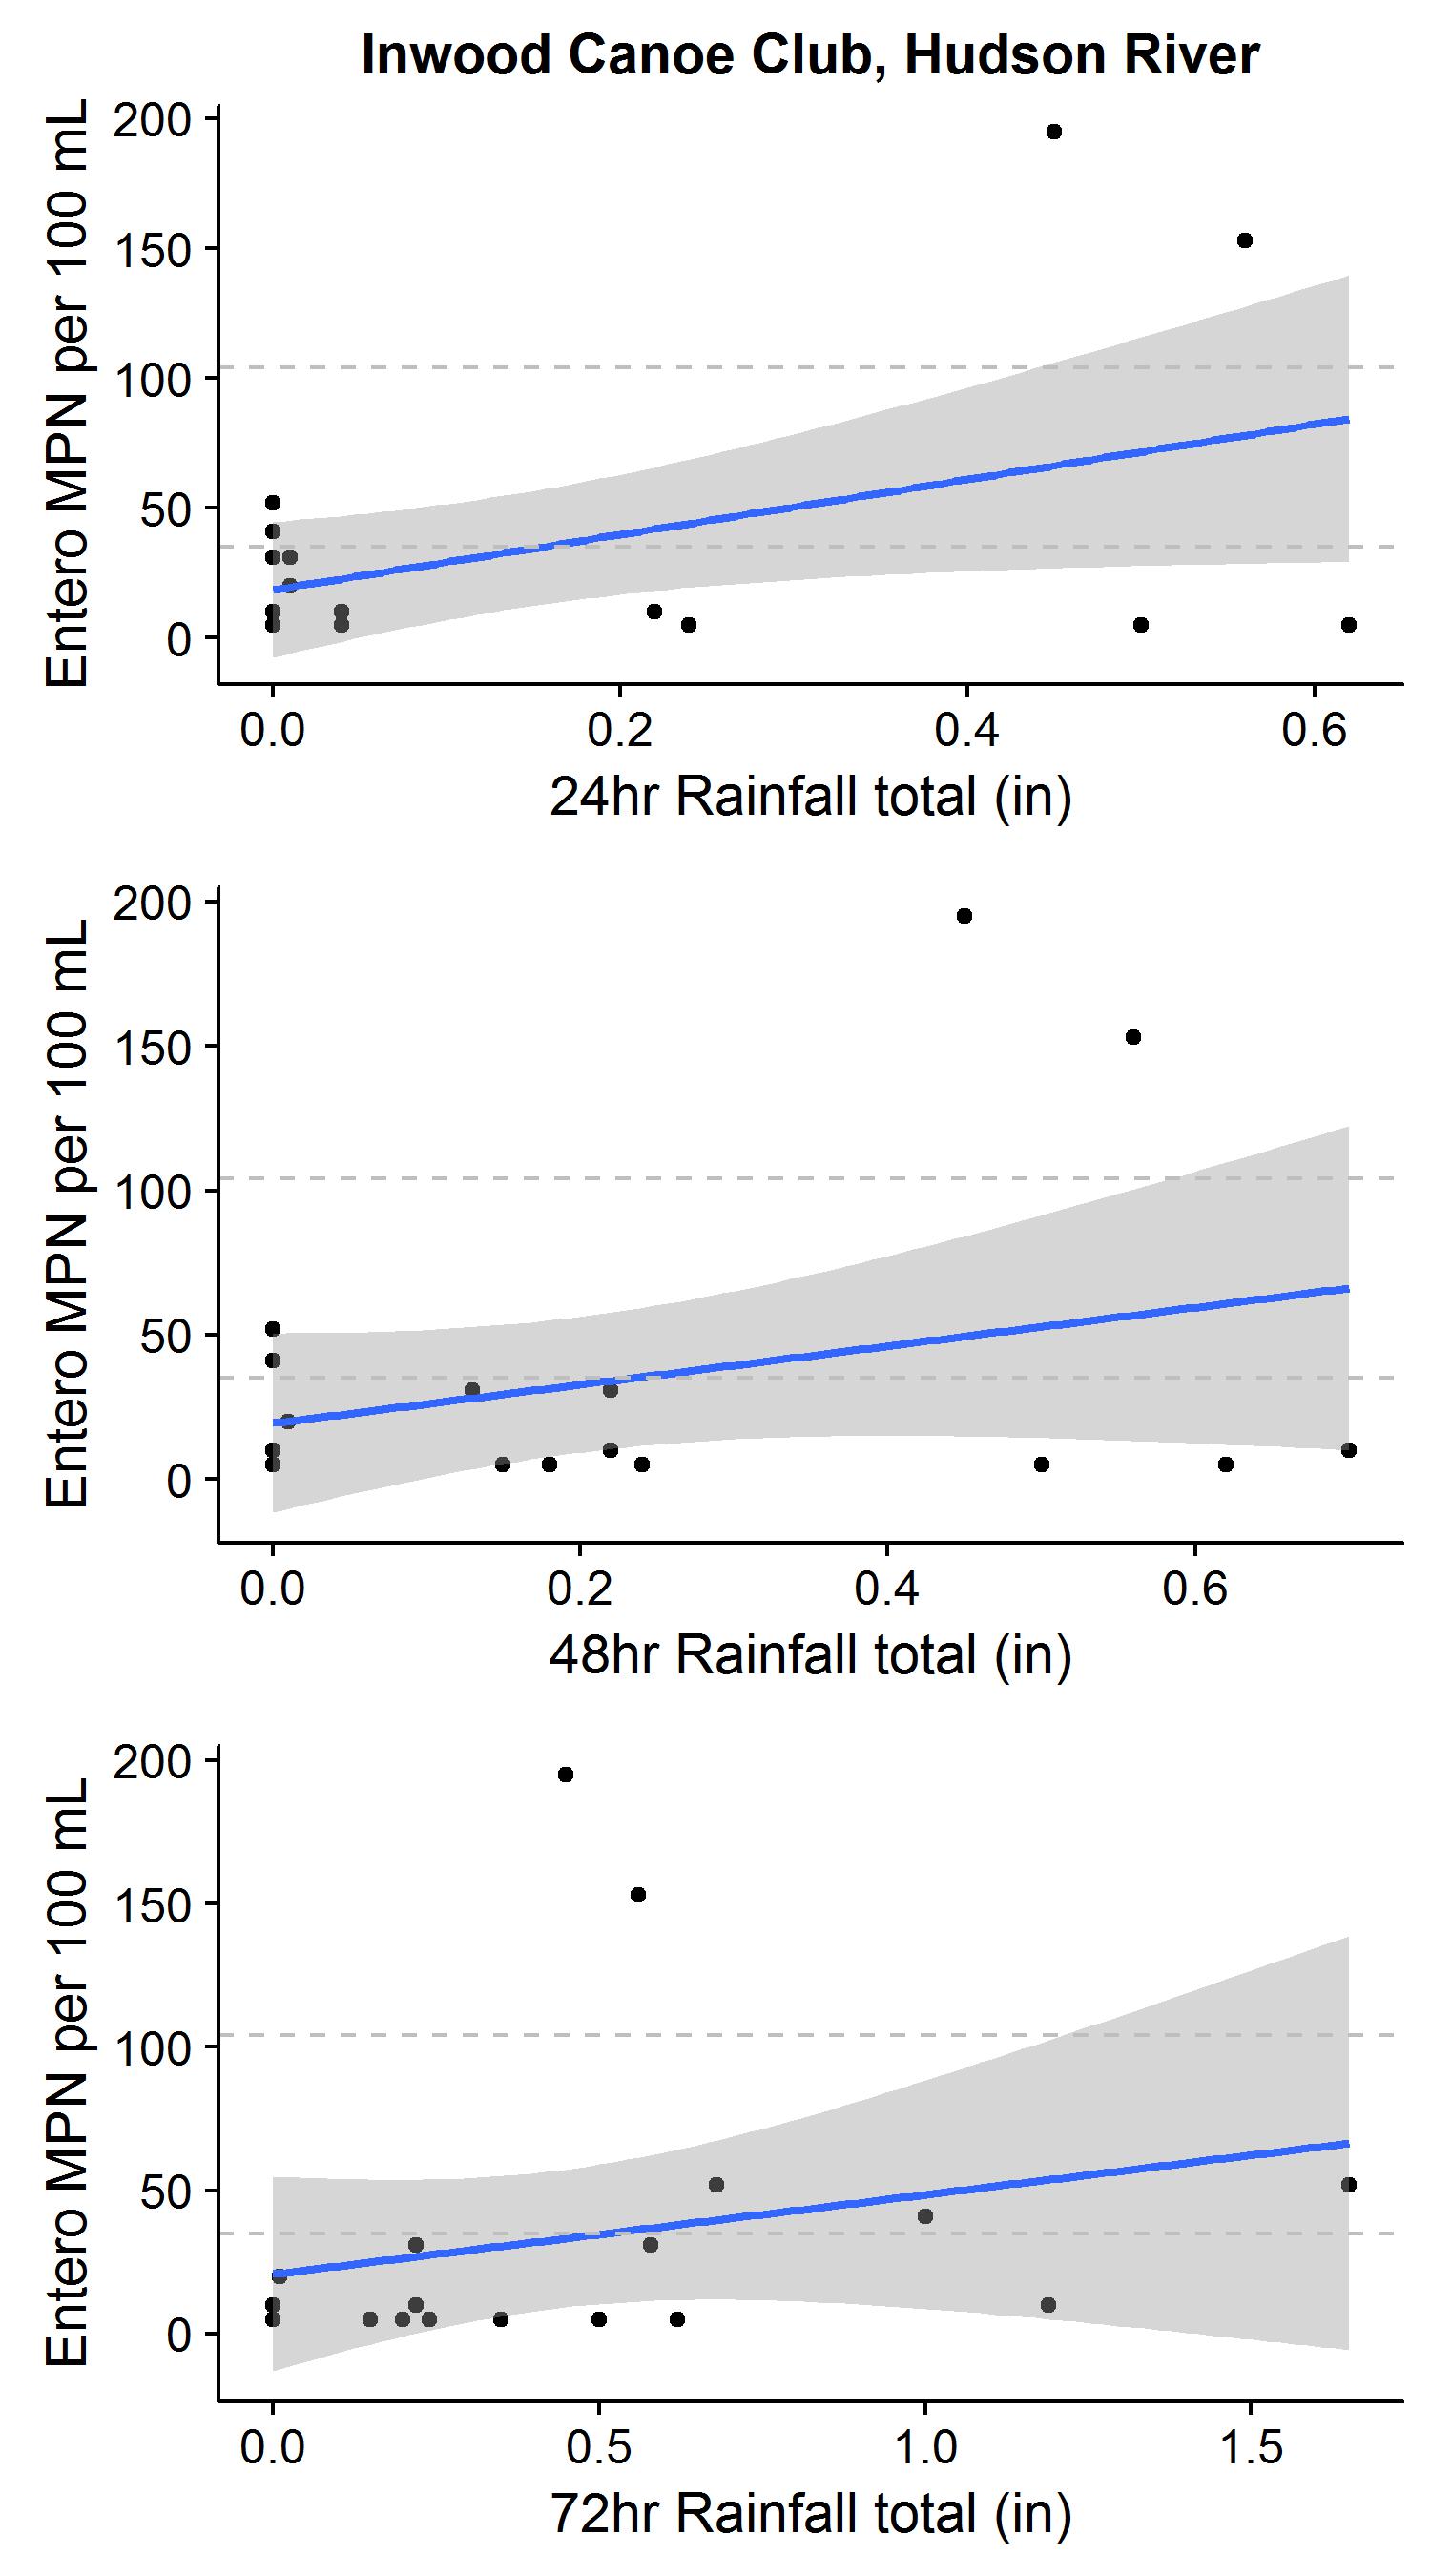 Inwood Canoe Club, Hudson River
Entero MPN per 100 mL
200
150
100
50
0
0.0 0.2 0.4 0.6
24hr Rainfall total (in)
Entero MPN per 100 mL
200
150
100
50
0
0.0 0.2 0.4 0.6
48hr Rainfall total (in)
Entero MPN per 100 mL
200
150
100
50
0
0.0 0.5 1.0 1.5
72hr Rainfall total (in)